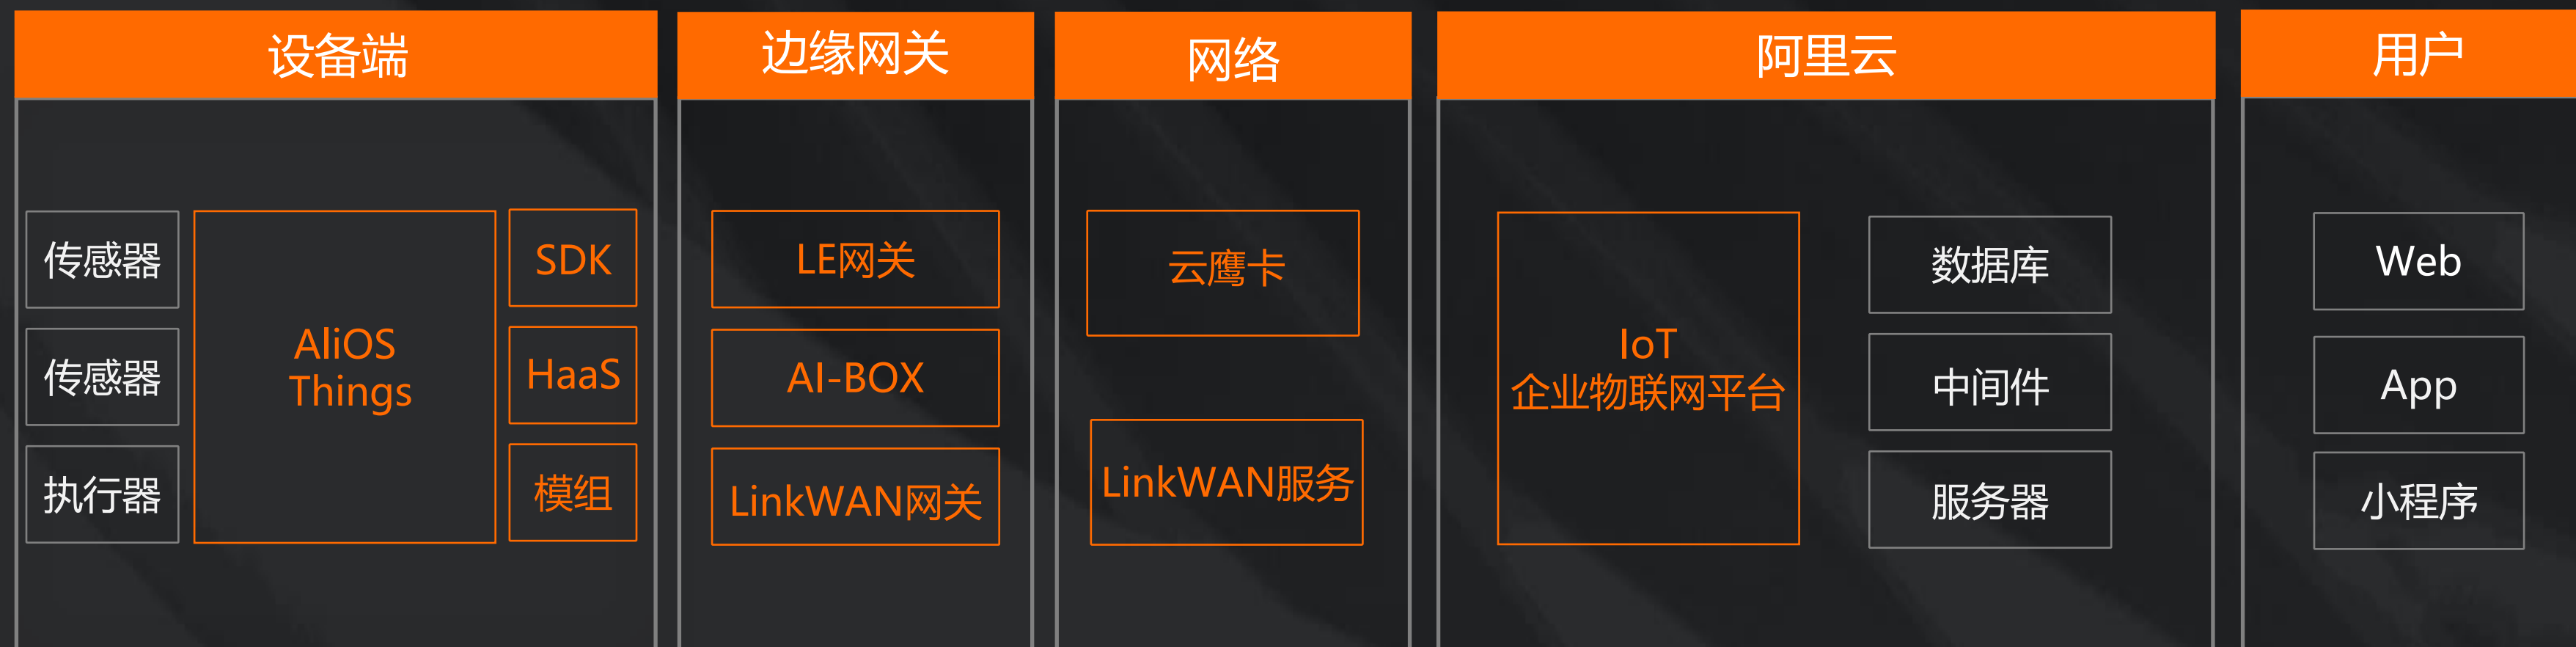 设备端
传感器
传感器
执行器
AliOS
Things
SDK
HaaS
模组
边缘网关
LE网关
AI-BOX
LinkWAN网关
网络
云鹰卡
LinkWAN服务
阿里云
IoT
企业物联网平台
数据库
中间件
服务器
用户
Web
App
小程序